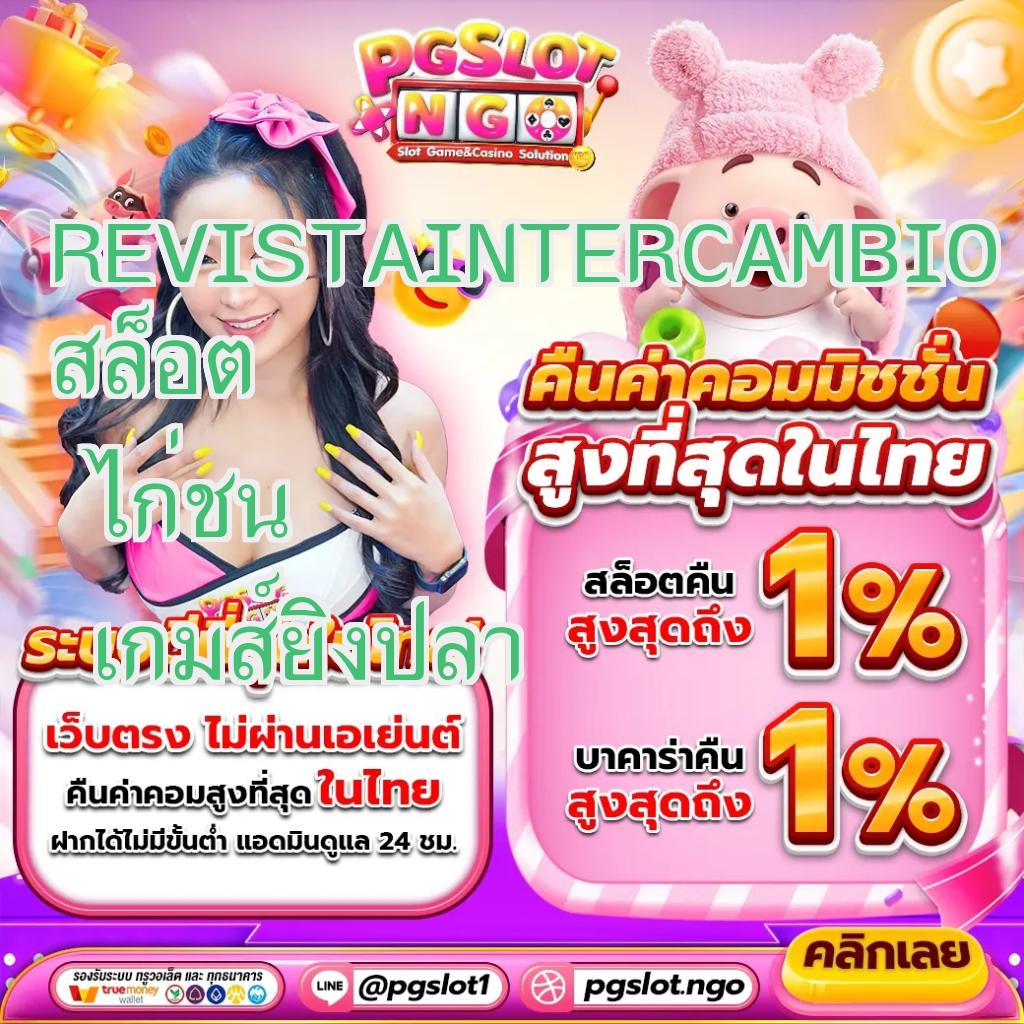 PGSLOT
NGO
Slot Game&Casino Solution
REVISTAINTERCAMBIO
สล็อต
ไก่ชน
เกมส์ยิงปลา
คืนค่าคอมมิชชั่น
สูงที่สุดในไทย
สล็อตคืน
สูงสุดถึง
1%
บาคาร่าคืน
สูงสุดถึง
1%
เว็บตรง ไม่ผ่านเอเย่นต์
คืนค่าคอมสูงที่สุด ในไทย
ฝากได้ไม่มีขั้นต่ำ แอดมินดูแล 24 ชม.
คลิกเลย
รองรับระบบ ทรูวอเล็ต และ ทุกธนาคาร
truemoney
wallet
LINE @pgslot1
pgslot.ngo